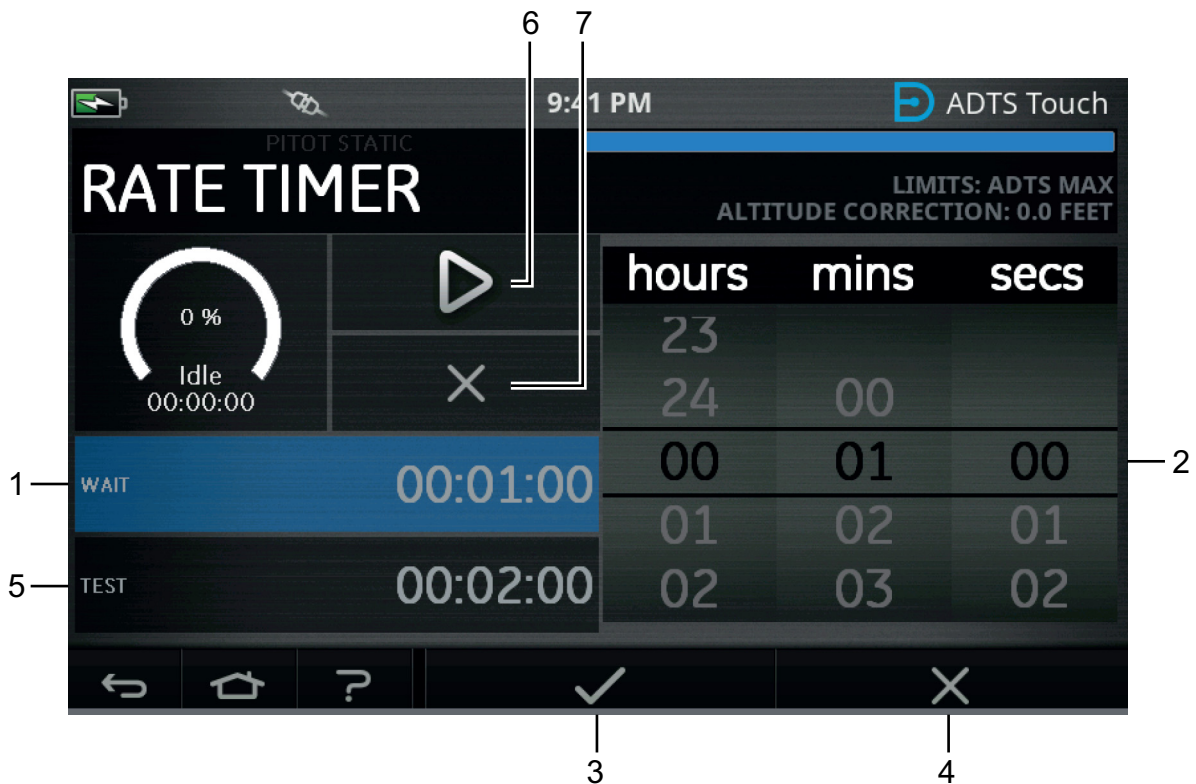 6 7
9:41 PM
ADTS Touch
PITOT STATIC
RATE TIMER
LIMITS: ADTS MAX
ALTITUDE CORRECTION: 0.0 FEET
0 %
Idle
00:00:00
hours mins secs
23
24 00
00 01 00
01 02 01
02 03 02
1
WAIT 00:01:00
2
5
TEST 00:02:00
3 4